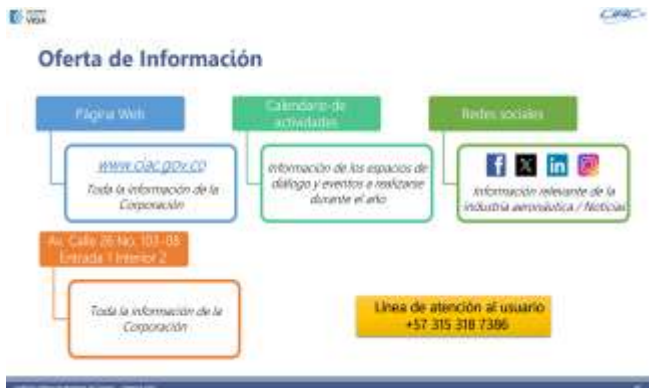 VIDA
CIAC
Oferta de Información
Página Web
www.ciac.gov.co
Toda la información de la
Corporación
Calendario de
actividades
Información de los espacios de
diálogo y eventos a realizarse
durante el año
Redes sociales
Información relevante de la
industria aeronáutica / Noticias
Av. Calle 26 No. 103-08
Entrada 1 Interior 2
Toda la información de la
Corporación
Línea de atención al usuario
+57 315 318 7386